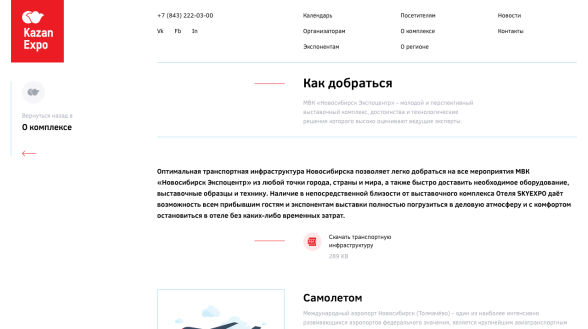 Kazan
Expo
+7 (843) 222-03-00
Vk Fb In
Календарь
Организаторам
Экспонентам
Посетителям
О комплексе
О регионе
Новости
Контакты
Вернуться назад в
О комплексе
Как добраться
МВК «Новосибирск Экспоцентр» - молодой и перспективный
выставочный комплекс, достоинства и технологические
решения которого высоко оценивают ведущие эксперты.
Оптимальная транспортная инфраструктура Новосибирска позволяет легко добраться на все мероприятия МВК
«Новосибирск Экспоцентр» из любой точки города, страны и мира, а также быстро доставить необходимое оборудование,
выставочные образцы и технику. Наличие в непосредственной близости от выставочного комплекса Отеля SKYEXPO даёт
возможность всем прибывшим гостям и экспонентам выставки полностью погрузиться в деловую атмосферу и с комфортом
остановиться в отеле без каких-либо временных затрат.
Скачать транспортную
инфраструктуру
289 KB
Самолетом
Международный аэропорт Новосибирск (Толмачёво) - один из наиболее интенсивно
развивающихся аэропортов федерального значения, является крупнейшим авиатранспортным